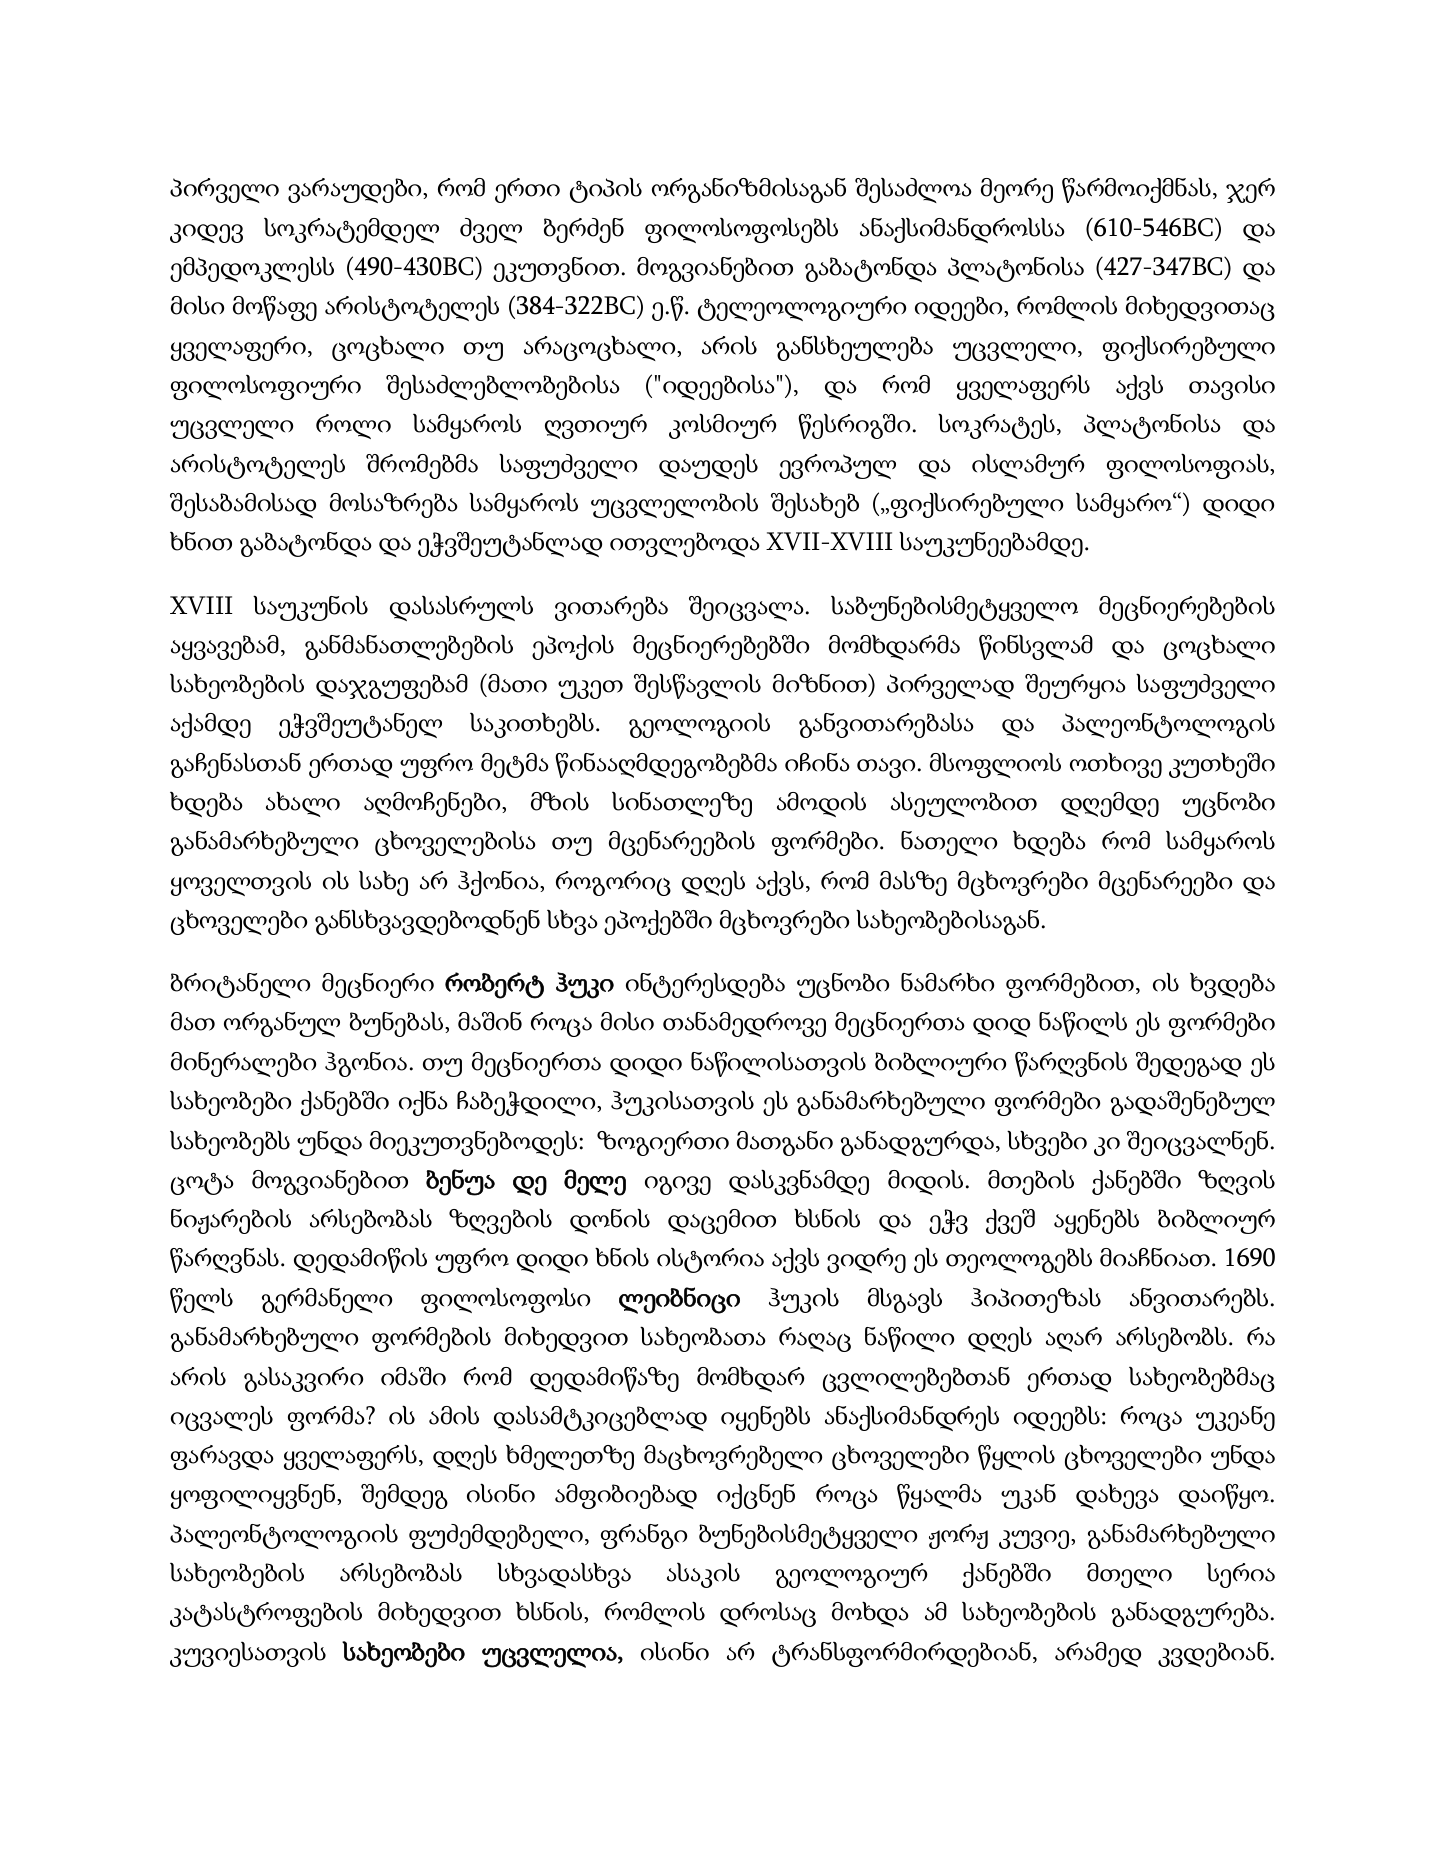 პირველი ვარაუდები, რომ ერთი ტიპის ორგანიზმისაგან შესაძლოა მეორე წარმოიქმნას, ჯერ
კიდევ სოკრატემდელ ძველ ბერძენ ფილოსოფოსებს ანაქსიმანდროსსა (610-546BC) და
ემპედოკლესს (490-430BC) ეკუთვნით. მოგვიანებით გაბატონდა პლატონისა (427-347BC) და
მისი მოწაფე არისტოტელეს (384-322BC) ე.წ. ტელეოლოგიური იდეები, რომლის მიხედვითაც
ყველაფერი, ცოცხალი თუ არაცოცხალი, არის განსხეულება უცვლელი, ფიქსირებული
ფილოსოფიური შესაძლებლობებისა ("იდეებისა"), და რომ ყველაფერს აქვს თავისი
უცვლელი როლი სამყაროს ღვთიურ კოსმიურ წესრიგში. სოკრატეს, პლატონისა და
არისტოტელეს შრომებმა საფუძველი დაუდეს ევროპულ და ისლამურ ფილოსოფიას,
შესაბამისად მოსაზრება სამყაროს უცვლელობის შესახებ („ფიქსირებული სამყარო“) დიდი
ხნით გაბატონდა და ეჭვშეუტანლად ითვლებოდა XVII-XVIII საუკუნეებამდე.
XVIII საუკუნის დასასრულს ვითარება შეიცვალა. საბუნებისმეტყველო მეცნიერებების
აყვავებამ, განმანათლებების ეპოქის მეცნიერებებში მომხდარმა წინსვლამ და ცოცხალი
სახეობების დაჯგუფებამ (მათი უკეთ შესწავლის მიზნით) პირველად შეურყია საფუძველი
აქამდე ეჭვშეუტანელ საკითხებს. გეოლოგიის განვითარებასა და პალეონტოლოგის
გაჩენასთან ერთად უფრო მეტმა წინააღმდეგობებმა იჩინა თავი. მსოფლიოს ოთხივე კუთხეში
ხდება ახალი აღმოჩენები, მზის სინათლეზე ამოდის ასეულობით დღემდე უცნობი
განამარხებული ცხოველებისა თუ მცენარეების ფორმები. ნათელი ხდება რომ სამყაროს
ყოველთვის ის სახე არ ჰქონია, როგორიც დღეს აქვს, რომ მასზე მცხოვრები მცენარეები და
ცხოველები განსხვავდებოდნენ სხვა ეპოქებში მცხოვრები სახეობებისაგან.
ბრიტანელი მეცნიერი რობერტ ჰუკი ინტერესდება უცნობი ნამარხი ფორმებით, ის ხვდება
მათ ორგანულ ბუნებას, მაშინ როცა მისი თანამედროვე მეცნიერთა დიდ ნაწილს ეს ფორმები
მინერალები ჰგონია. თუ მეცნიერთა დიდი ნაწილისათვის ბიბლიური წარღვნის შედეგად ეს
სახეობები ქანებში იქნა ჩაბეჭდილი, ჰუკისათვის ეს განამარხებული ფორმები გადაშენებულ
სახეობებს უნდა მიეკუთვნებოდეს: ზოგიერთი მათგანი განადგურდა, სხვები კი შეიცვალნენ.
ცოტა მოგვიანებით ბენუა დე მელე იგივე დასკვნამდე მიდის. მთების ქანებში ზღვის
ნიჟარების არსებობას ზღვების დონის დაცემით ხსნის და ეჭვ ქვეშ აყენებს ბიბლიურ
წარღვნას. დედამიწის უფრო დიდი ხნის ისტორია აქვს ვიდრე ეს თეოლოგებს მიაჩნიათ. 1690
წელს გერმანელი ფილოსოფოსი ლეიბნიცი ჰუკის მსგავს ჰიპითეზას ანვითარებს.
განამარხებული ფორმების მიხედვით სახეობათა რაღაც ნაწილი დღეს აღარ არსებობს. რა
არის გასაკვირი იმაში რომ დედამიწაზე მომხდარ ცვლილებებთან ერთად სახეობებმაც
იცვალეს ფორმა? ის ამის დასამტკიცებლად იყენებს ანაქსიმანდრეს იდეებს: როცა უკეანე
ფარავდა ყველაფერს, დღეს ხმელეთზე მაცხოვრებელი ცხოველები წყლის ცხოველები უნდა
ყოფილიყვნენ, შემდეგ ისინი ამფიბიებად იქცნენ როცა წყალმა უკან დახევა დაიწყო.
პალეონტოლოგიის ფუძემდებელი, ფრანგი ბუნებისმეტყველი ჟორჟ კუვიე, განამარხებული
სახეობების არსებობას სხვადასხვა ასაკის გეოლოგიურ ქანებში მთელი სერია
კატასტროფების მიხედვით ხსნის, რომლის დროსაც მოხდა ამ სახეობების განადგურება.
კუვიესათვის სახეობები უცვლელია, ისინი არ ტრანსფორმირდებიან, არამედ კვდებიან.